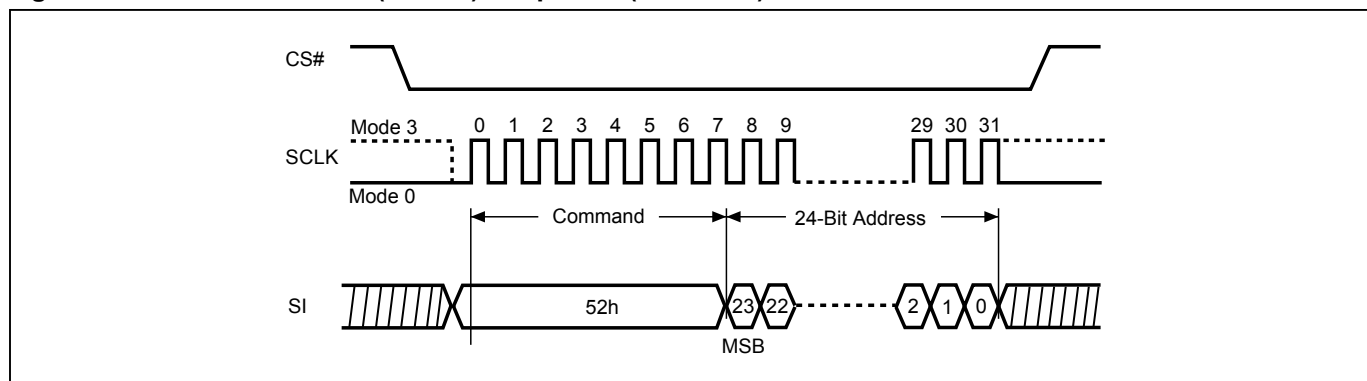 CS#
Mode 3
0 1 2 3 4 5 6 7 8 9 29 30 31
SCLK
Mode 0
Command
24-Bit Address
SI
52h
23 22 2 1 0
MSB